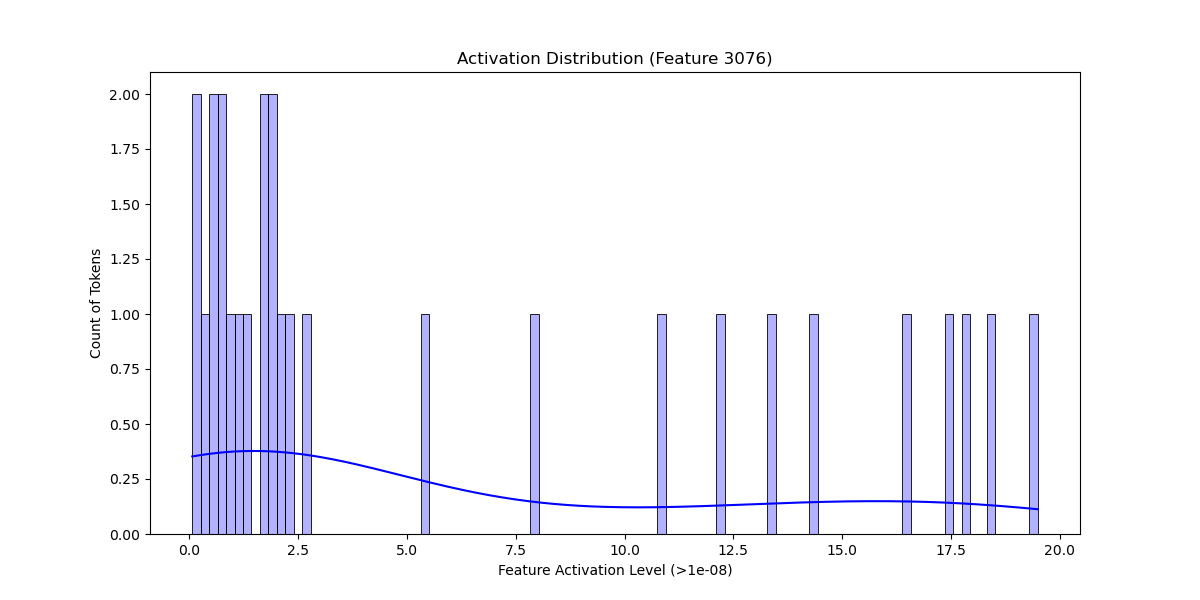 Activation Distribution (Feature 3076)
2.00
1.75
1.50
1.25
1.00
0.75
0.50
0.25
0.00
Count of Tokens
0.0 2.5 5.0 7.5 10.0 12.5 15.0 17.5 20.0
Feature Activation Level (>1e-08)